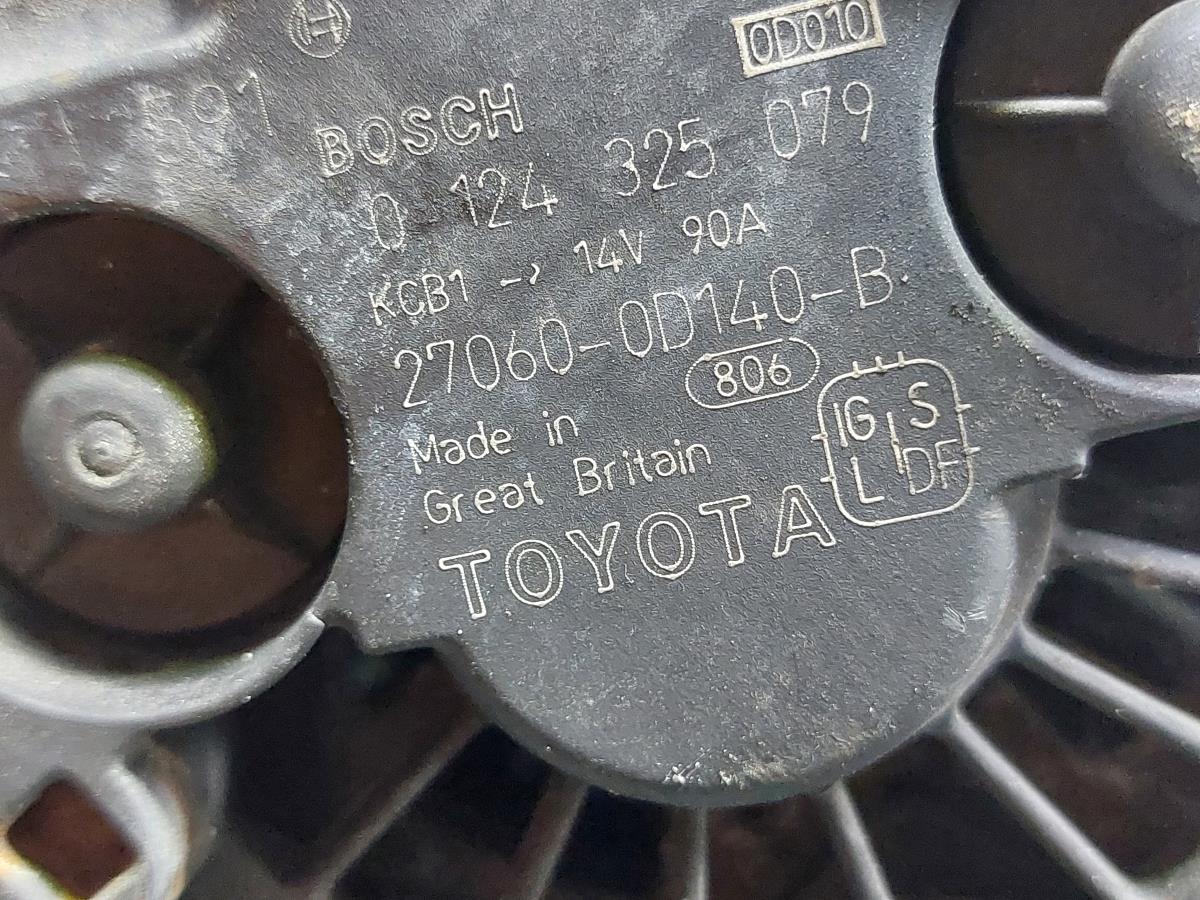 0D010
BOSCH
0 124 325 079
KCB1 → 14V 90A
27060-0D140-B
806
Made in
Great Britain
IG S
L DF
TOYOTA